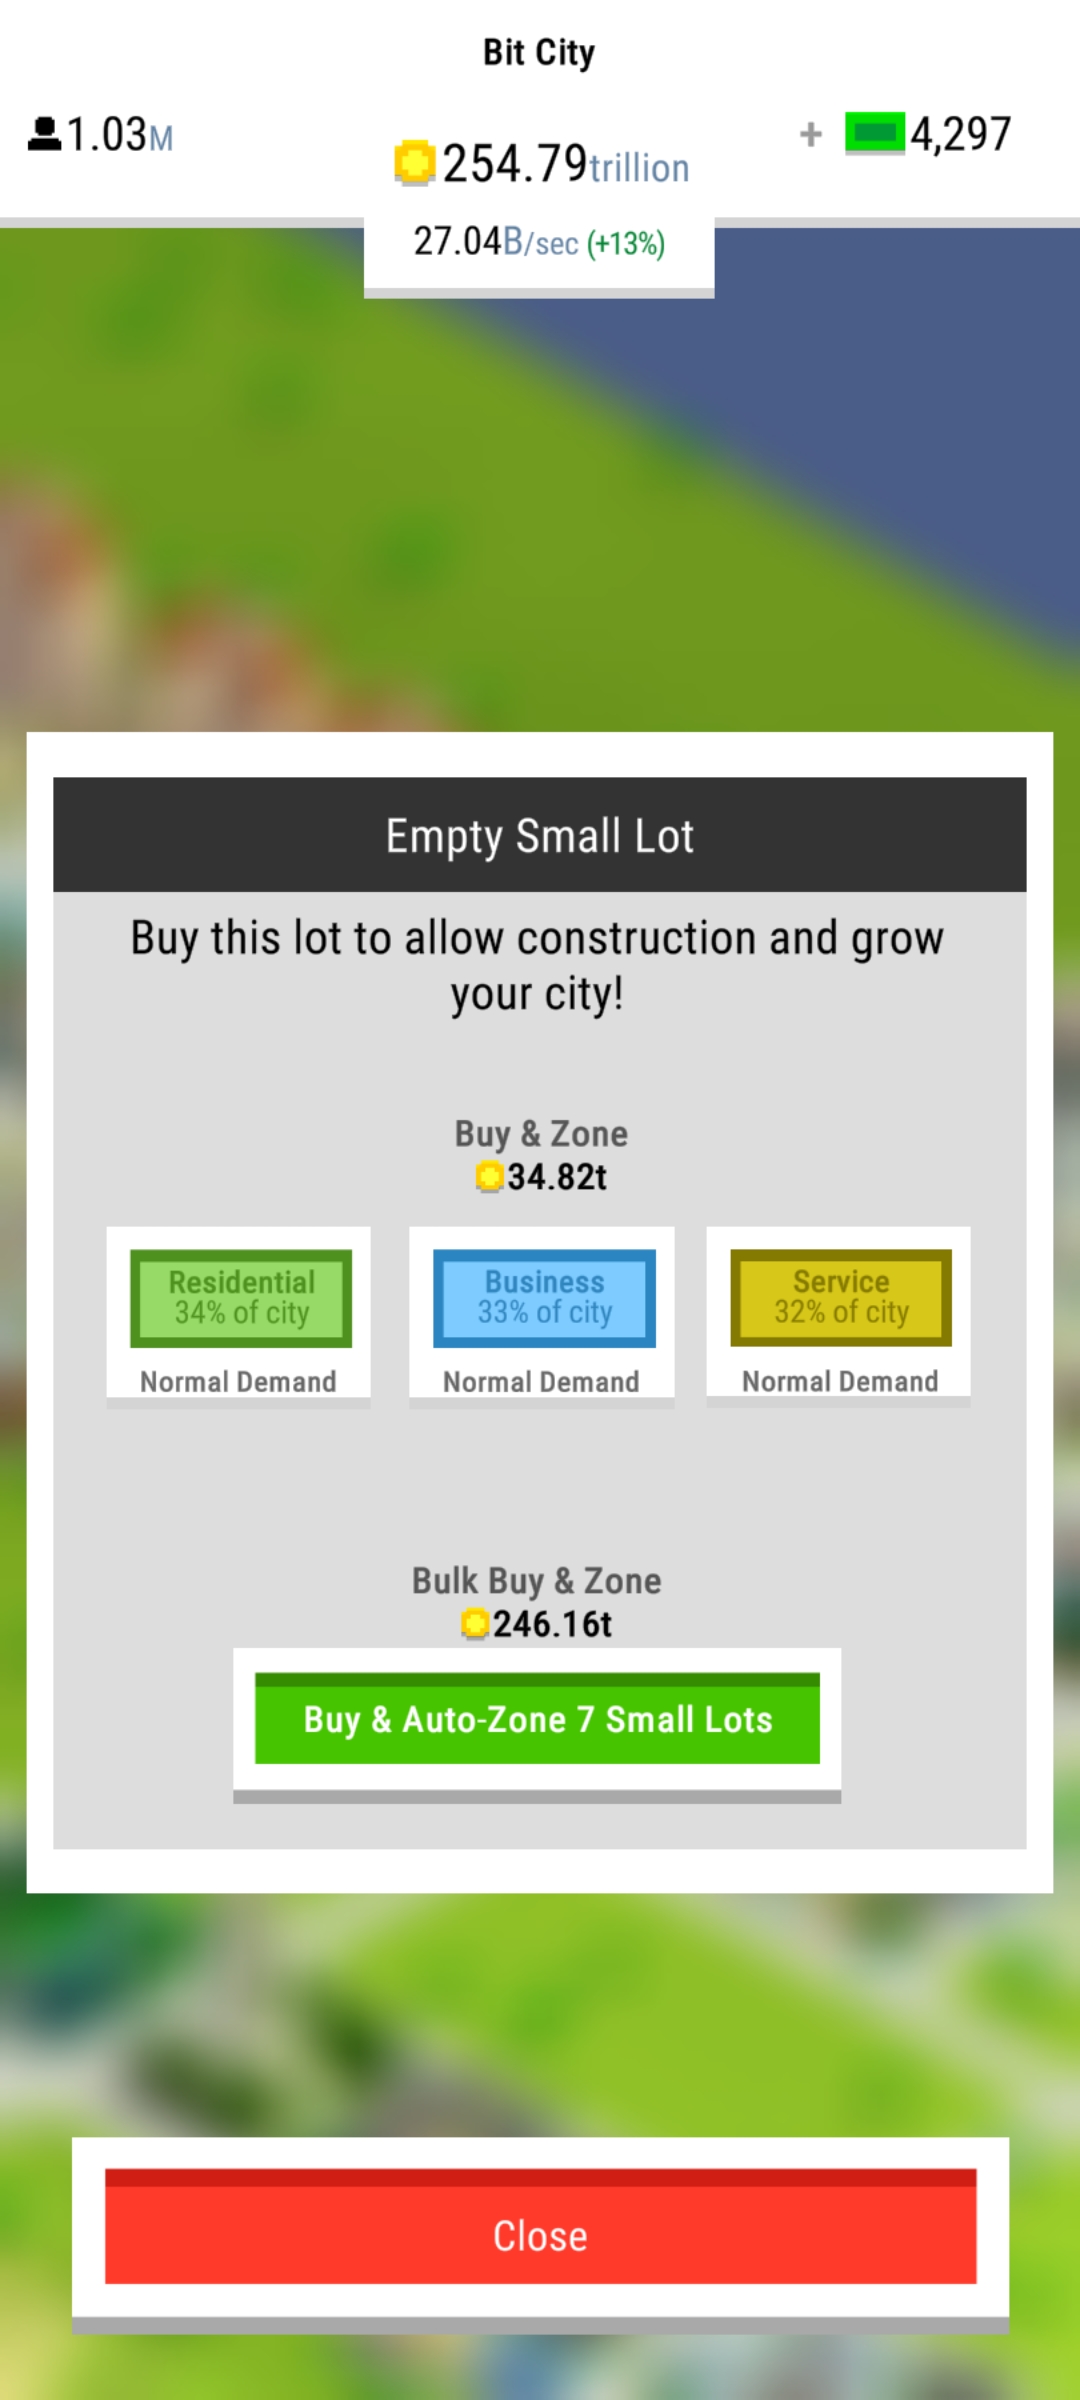 Bit City
1.03M
254.79trillion
+ 4,297
27.04B/sec (+13%)
Empty Small Lot
Buy this lot to allow construction and grow
your city!
Buy & Zone
34.82t
Residential
34% of city
Normal Demand
Business
33% of city
Normal Demand
Service
32% of city
Normal Demand
Bulk Buy & Zone
246.16t
Buy & Auto-Zone 7 Small Lots
Close